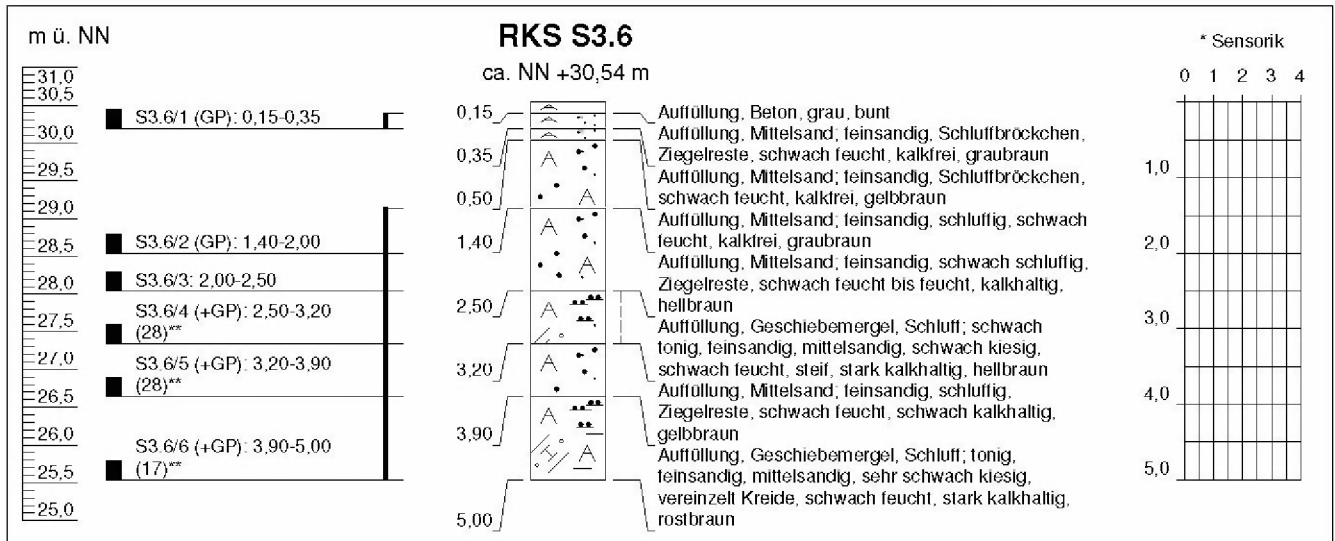 m ü. NN
RKS S3.6
ca. NN +30,54 m
* Sensorik
0 1 2 3 4
31,0
30,5
30,0
29,5
29,0
28,5
28,0
27,5
27,0
26,5
26,0
25,5
25,0
S3.6/1 (GP): 0,15-0,35
S3.6/2 (GP): 1,40-2,00
S3.6/3: 2,00-2,50
S3.6/4 (+GP): 2,50-3,20
(28)**
S3.6/5 (+GP): 3,20-3,90
(28)**
S3.6/6 (+GP): 3,90-5,00
(17)**
0,15
0,35
0,50
1,40
2,50
3,20
3,90
5,00
Auffüllung, Beton, grau, bunt
Auffüllung, Mittelsand; feinsandig, Schluffbröckchen,
Ziegelreste, schwach feucht, kalkfrei, graubraun
Auffüllung, Mittelsand; feinsandig, Schluffbröckchen,
schwach feucht, kalkfrei, gelbbraun
Auffüllung, Mittelsand; feinsandig, schluffig, schwach
feucht, kalkfrei, graubraun
Auffüllung, Mittelsand; feinsandig, schwach schluffig,
Ziegelreste, schwach feucht bis feucht, kalkhaltig,
hellbraun
Auffüllung, Geschiebemergel, Schluff; schwach
tonig, feinsandig, mittelsandig, schwach kiesig,
schwach feucht, steif, stark kalkhaltig, hellbraun
Auffüllung, Mittelsand; feinsandig, schluffig,
Ziegelreste, schwach feucht, schwach kalkhaltig,
gelbbraun
Auffüllung, Geschiebemergel, Schluff; tonig,
feinsandig, mittelsandig, sehr schwach kiesig,
vereinzelt Kreide, schwach feucht, stark kalkhaltig,
rostbraun
1,0
2,0
3,0
4,0
5,0